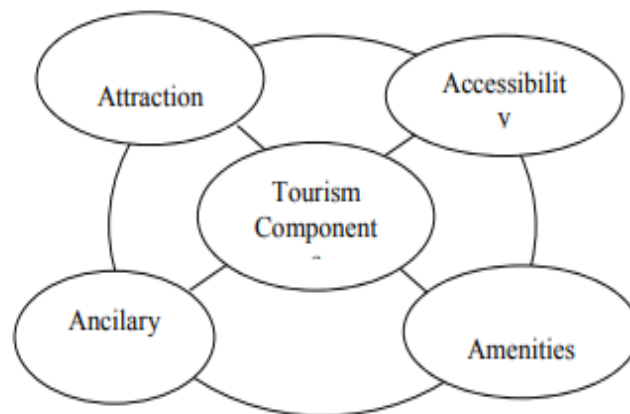 Attraction
Accessibilit
y
Tourism
Component
Ancilary
Amenities